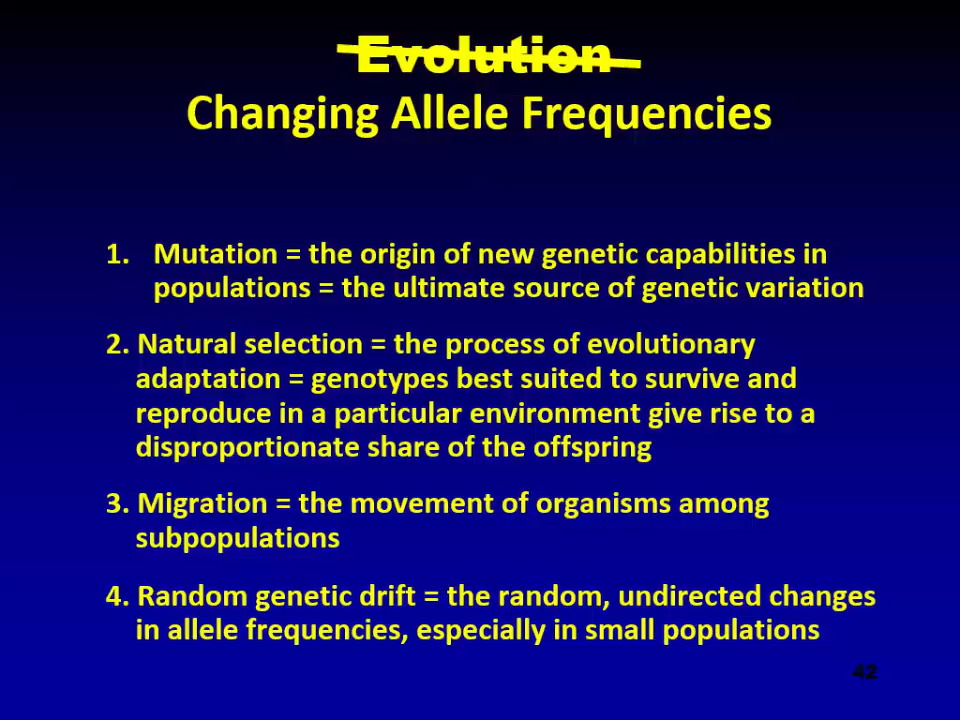 Evolution
Changing Allele Frequencies
1. Mutation = the origin of new genetic capabilities in
populations = the ultimate source of genetic variation
2. Natural selection = the process of evolutionary
adaptation = genotypes best suited to survive and
reproduce in a particular environment give rise to a
disproportionate share of the offspring
3. Migration = the movement of organisms among
subpopulations
4. Random genetic drift = the random, undirected changes
in allele frequencies, especially in small populations
42